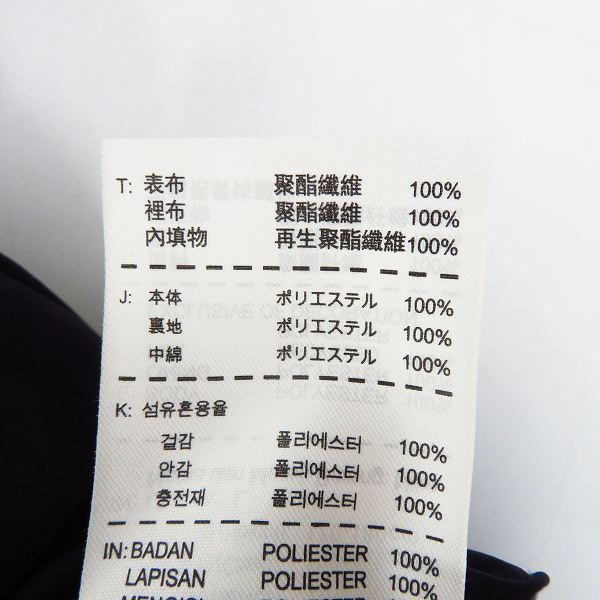 T: 表布 聚酯纖維 100%
裡布 聚酯纖維 100%
內填物 再生聚酯纖維 100%
J: 本体 ポリエステル 100%
裏地 ポリエステル 100%
中綿 ポリエステル 100%
K: 섬유혼용율
겉감 폴리에스터 100%
안감 폴리에스터 100%
충전재 폴리에스터 100%
IN: BADAN POLIESTER 100%
LAPISAN POLIESTER 100%